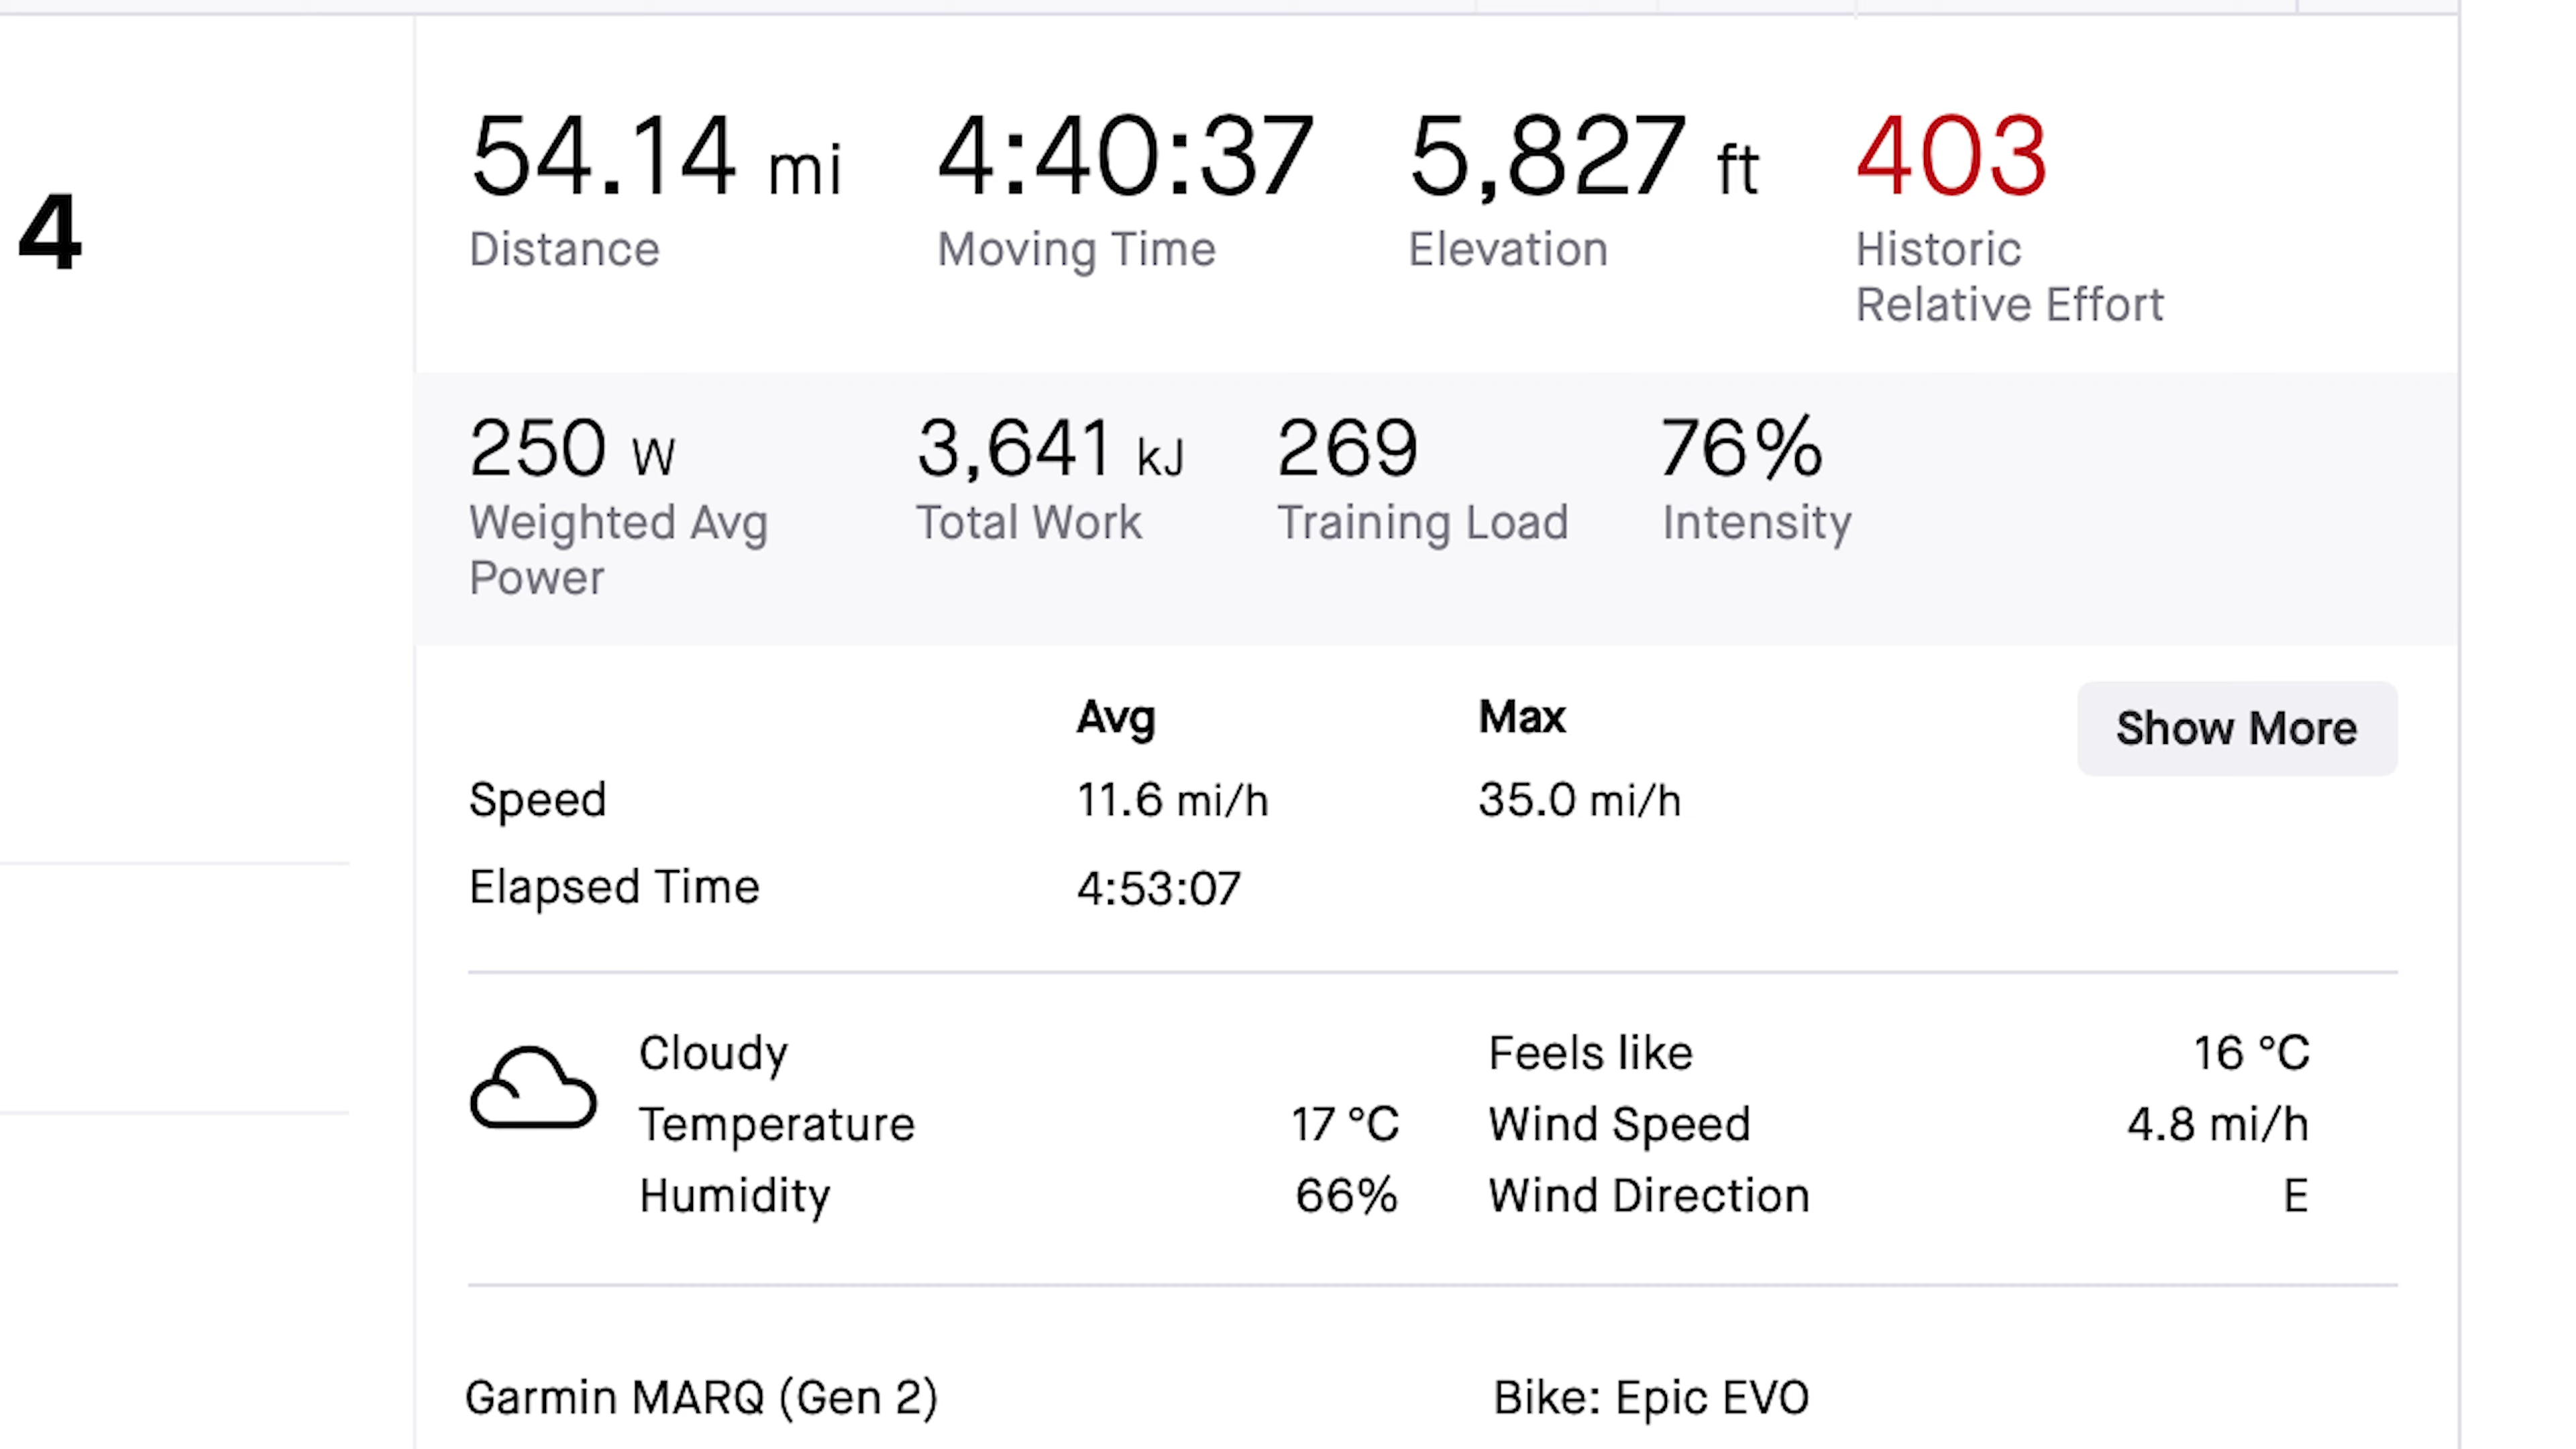 4
54.14 mi 4:40:37 5,827 ft 403
Distance Moving Time Elevation Historic
Relative Effort
250 W 3,641 kJ 269 76%
Weighted Avg Total Work Training Load Intensity
Power
Avg Max Show More
Speed 11.6 mi/h 35.0 mi/h
Elapsed Time 4:53:07
Cloudy Feels like 16 °C
Temperature 17 °C Wind Speed 4.8 mi/h
Humidity 66% Wind Direction E
Garmin MARQ (Gen 2) Bike: Epic EVO